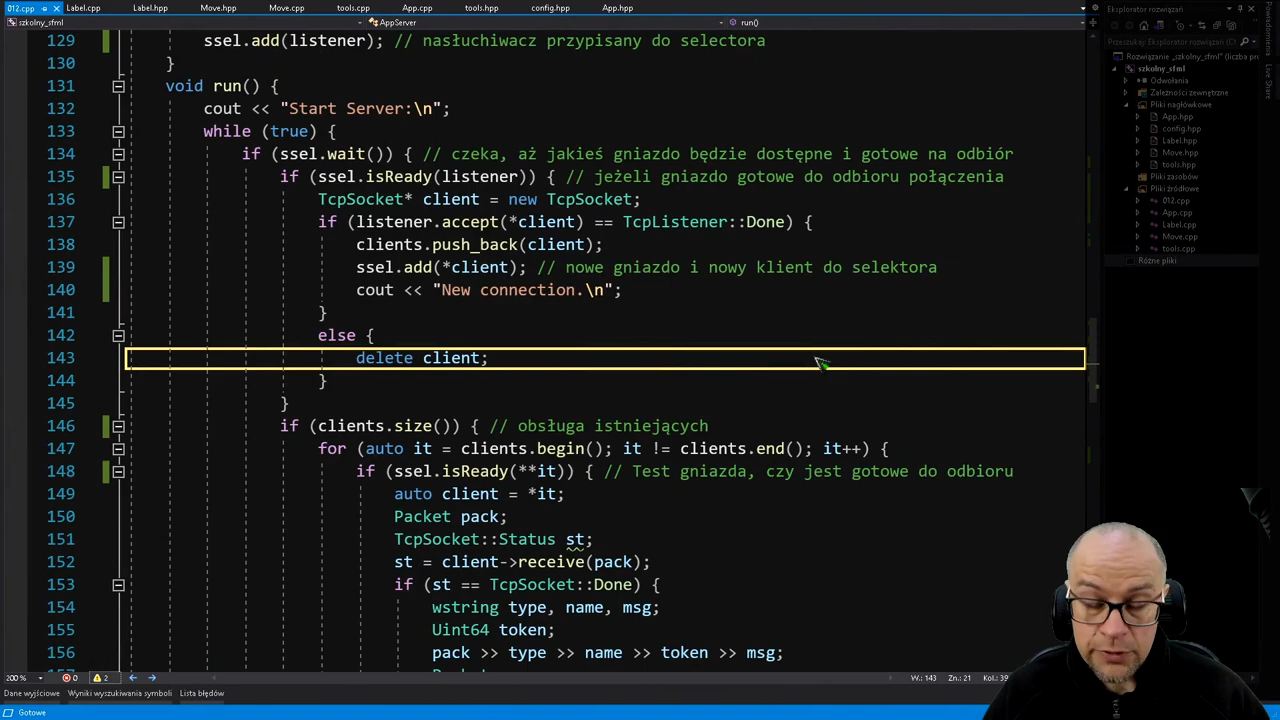 012.cpp Label.cpp Label.hpp Move.hpp Move.cpp tools.cpp App.cpp tools.hpp config.hpp App.hpp
szkolny_sfml AppServer run()
129 ssel.add(listener); // nasłuchiwacz przypisany do selectora
130 }
131 void run() {
132 cout << "Start Server:\n";
133 while (true) {
134 if (ssel.wait()) { // czeka, aż jakieś gniazdo będzie dostępne i gotowe na odbiór
135 if (ssel.isReady(listener)) { // jeżeli gniazdo gotowe do odbioru połączenia
136 TcpSocket* client = new TcpSocket;
137 if (listener.accept(*client) == TcpListener::Done) {
138 clients.push_back(client);
139 ssel.add(*client); // nowe gniazdo i nowy klient do selektora
140 cout << "New connection.\n";
141 }
142 else {
143 delete client;
144 }
145 }
146 if (clients.size()) { // obsługa istniejących
147 for (auto it = clients.begin(); it != clients.end(); it++) {
148 if (ssel.isReady(**it)) { // Test gniazda, czy jest gotowe do odbioru
149 auto client = *it;
150 Packet pack;
151 TcpSocket::Status st;
152 st = client->receive(pack);
153 if (st == TcpSocket::Done) {
154 wstring type, name, msg;
155 Uint64 token;
156 pack >> type >> name >> token >> msg;
200 % 0 2 W.: 143 Zn.: 21 Kol.: 39
Dane wyjściowe Wyniki wyszukiwania symboli Lista błędów
Gotowe
Eksplorator rozwiązań
Przeszukaj: Eksplorator rozwiązań (
Rozwiązanie „szkolny_sfml" (liczba pro
szkolny_sfml
Odwołania
Zależności zewnętrzne
Pliki nagłówkowe
App.hpp
config.hpp
Label.hpp
Move.hpp
tools.hpp
Pliki zasobów
Pliki źródłowe
012.cpp
App.cpp
Label.cpp
Move.cpp
tools.cpp
Różne pliki
Powiadomienia
Live Share